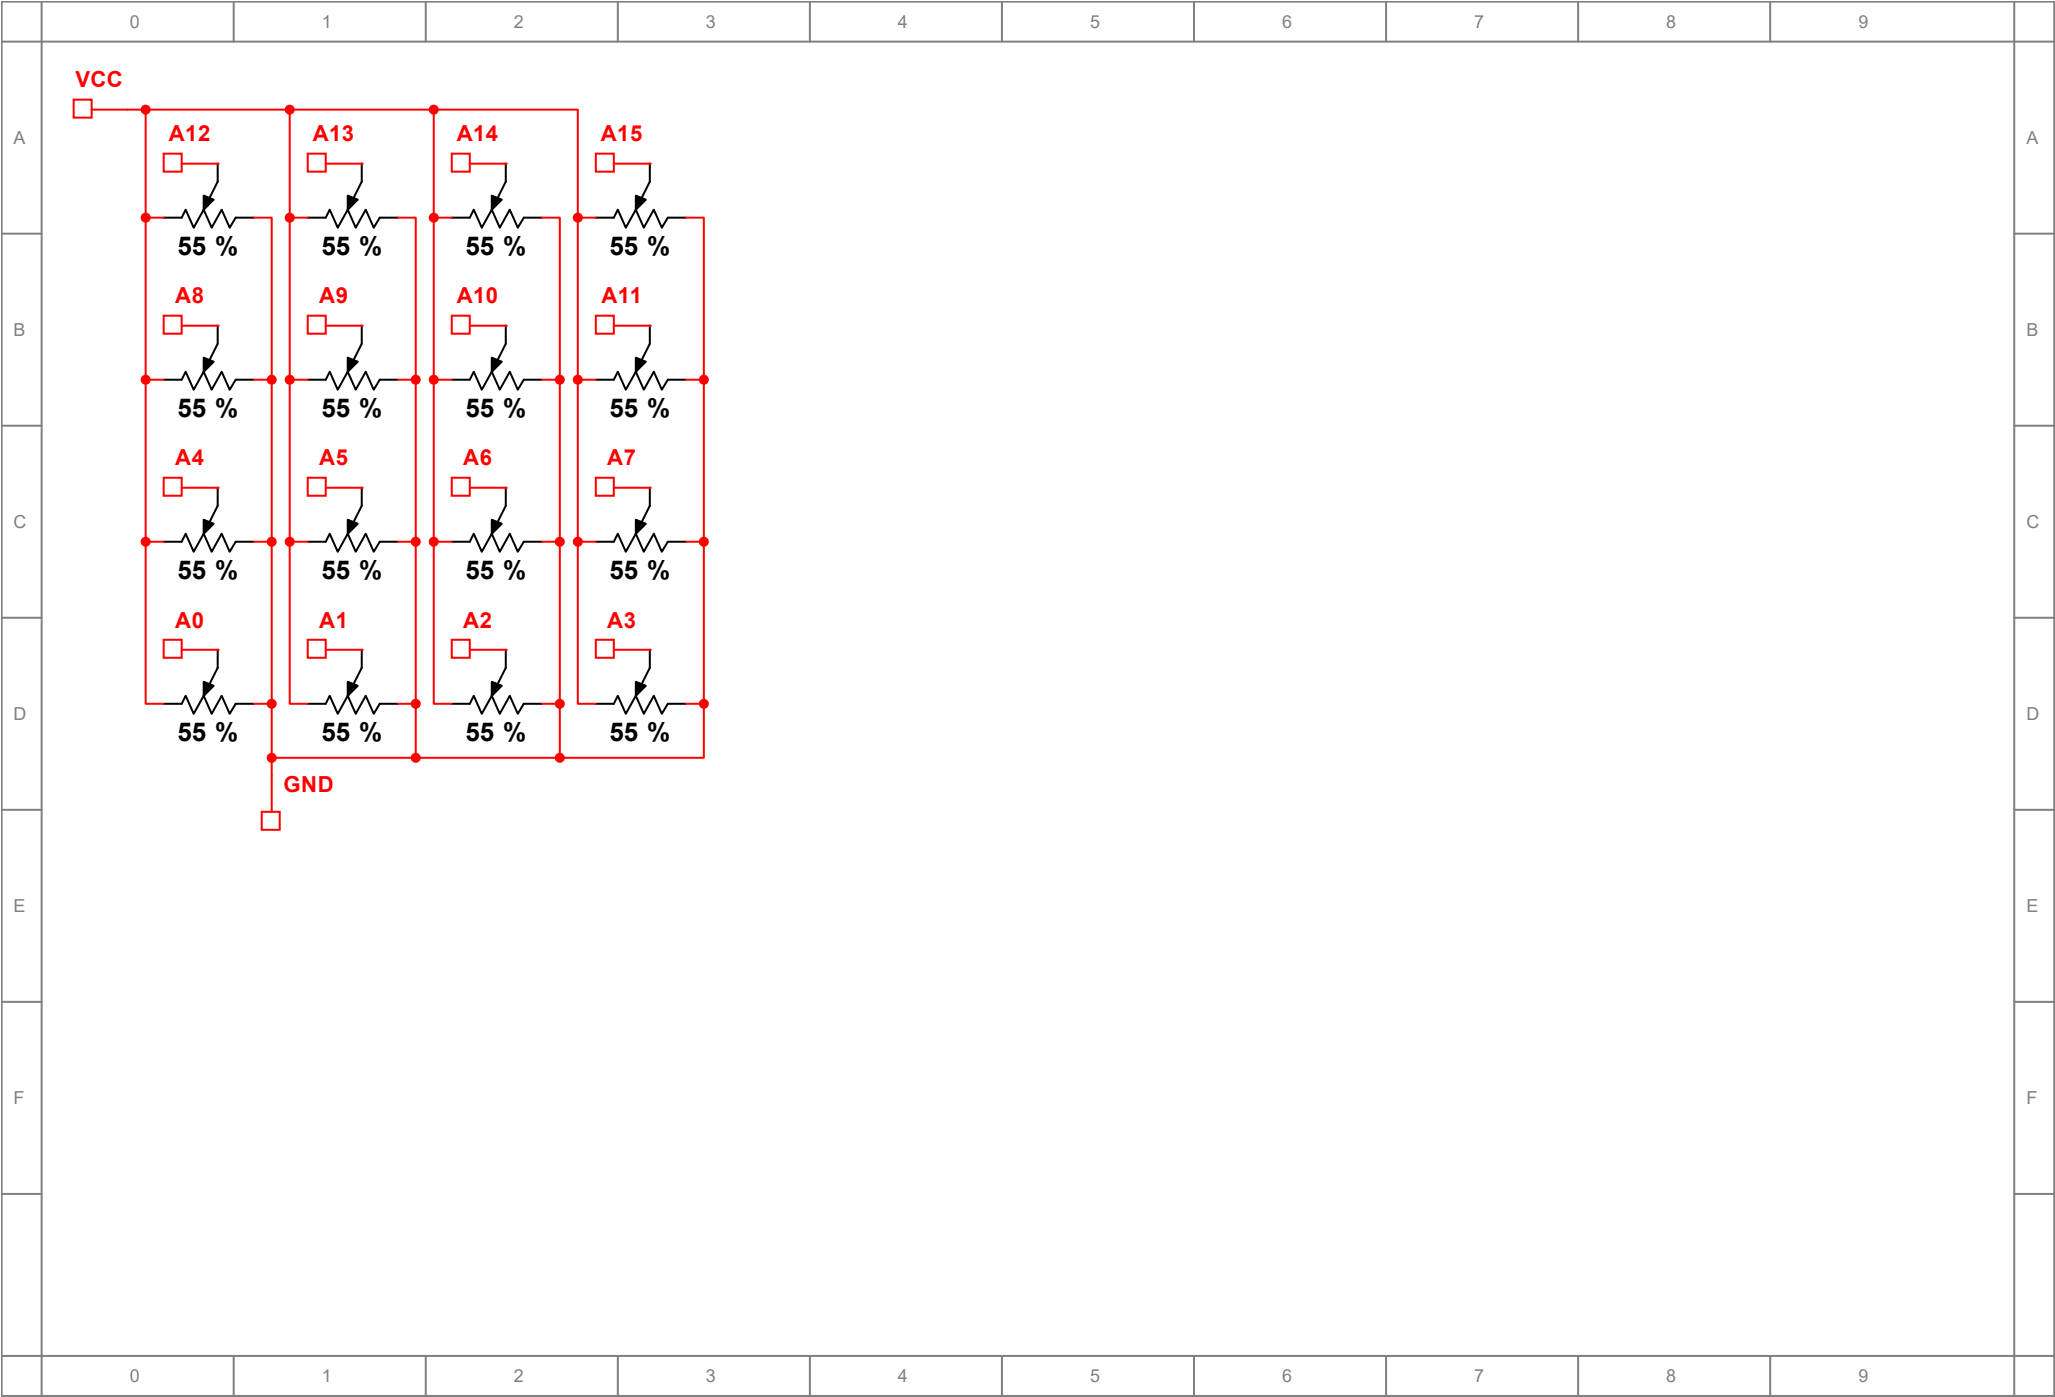 0 1 2 3 4 5 6 7 8 9
VCC
A A12 A13 A14 A15 A
55 % 55 % 55 % 55 %
A8 A9 A10 A11
B B
55 % 55 % 55 % 55 %
A4 A5 A6 A7
C C
55 % 55 % 55 % 55 %
A0 A1 A2 A3
D D
55 % 55 % 55 % 55 %
GND
E E
F F
0 1 2 3 4 5 6 7 8 9